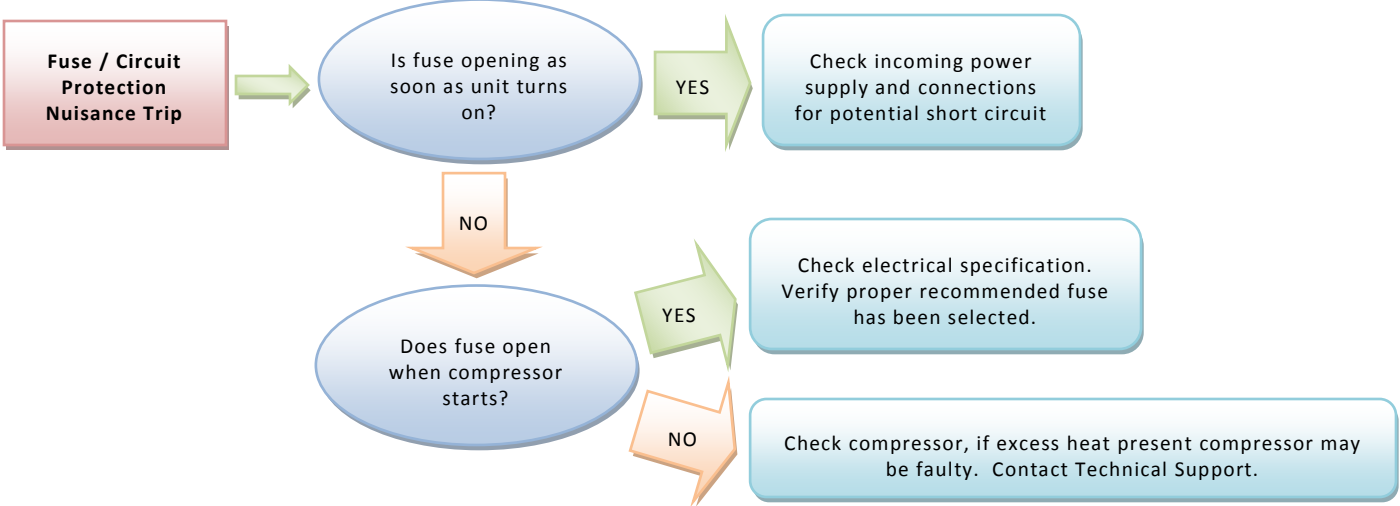 Fuse / Circuit
Protection
Nuisance Trip
Is fuse opening as
soon as unit turns
on?
YES
Check incoming power
supply and connections
for potential short circuit
NO
Does fuse open
when compressor
starts?
YES
Check electrical specification.
Verify proper recommended fuse
has been selected.
NO
Check compressor, if excess heat present compressor may
be faulty.  Contact Technical Support.